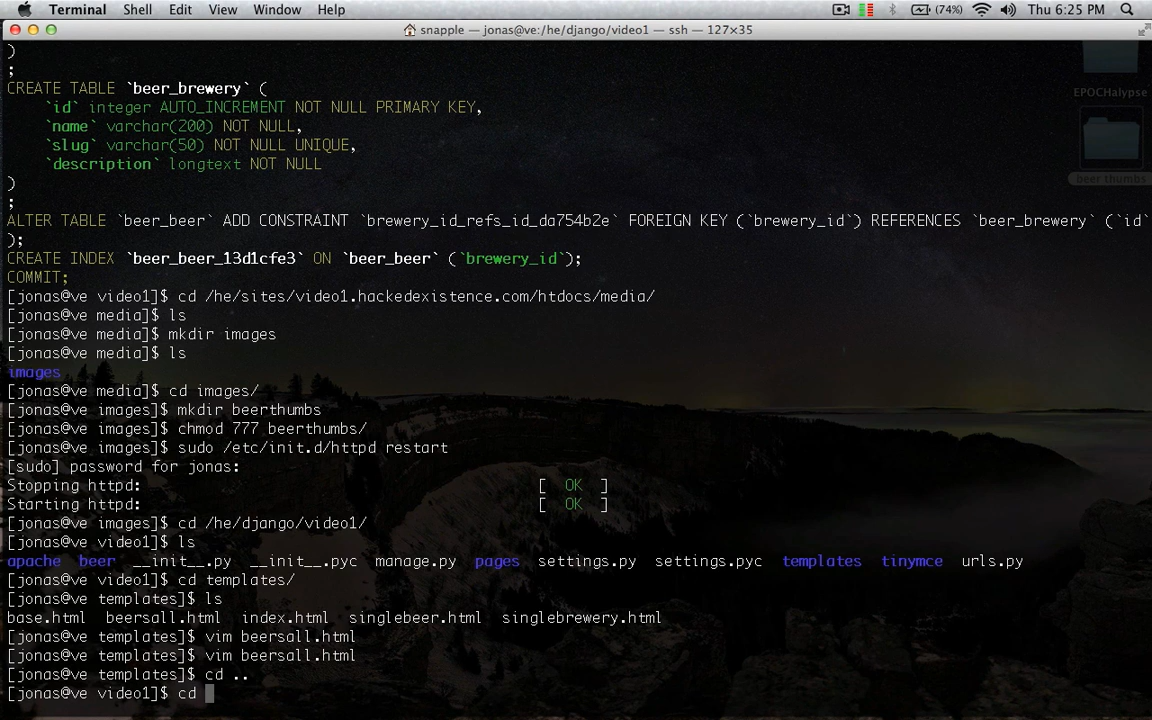 Terminal Shell Edit View Window Help (74%) Thu 6:25 PM
snapple — jonas@ve:/he/django/video1 — ssh — 127×35
)
;
CREATE TABLE `beer_brewery` (
    `id` integer AUTO_INCREMENT NOT NULL PRIMARY KEY,
    `name` varchar(200) NOT NULL,
    `slug` varchar(50) NOT NULL UNIQUE,
    `description` longtext NOT NULL
)
;
ALTER TABLE `beer_beer` ADD CONSTRAINT `brewery_id_refs_id_da754b2e` FOREIGN KEY (`brewery_id`) REFERENCES `beer_brewery` (`id`
);
CREATE INDEX `beer_beer_13d1cfe3` ON `beer_beer` (`brewery_id`);
COMMIT;
[jonas@ve video1]$ cd /he/sites/video1.hackedexistence.com/htdocs/media/
[jonas@ve media]$ ls
[jonas@ve media]$ mkdir images
[jonas@ve media]$ ls
images
[jonas@ve media]$ cd images/
[jonas@ve images]$ mkdir beerthumbs
[jonas@ve images]$ chmod 777 beerthumbs/
[jonas@ve images]$ sudo /etc/init.d/httpd restart
[sudo] password for jonas:
Stopping httpd: [ OK ]
Starting httpd: [ OK ]
[jonas@ve images]$ cd /he/django/video1/
[jonas@ve video1]$ ls
apache beer __init__.py __init__.pyc manage.py pages settings.py settings.pyc templates tinymce urls.py
[jonas@ve video1]$ cd templates/
[jonas@ve templates]$ ls
base.html beersall.html index.html singlebeer.html singlebrewery.html
[jonas@ve templates]$ vim beersall.html
[jonas@ve templates]$ vim beersall.html
[jonas@ve templates]$ cd ..
[jonas@ve video1]$ cd
EPOCHalypse
beer thumbs